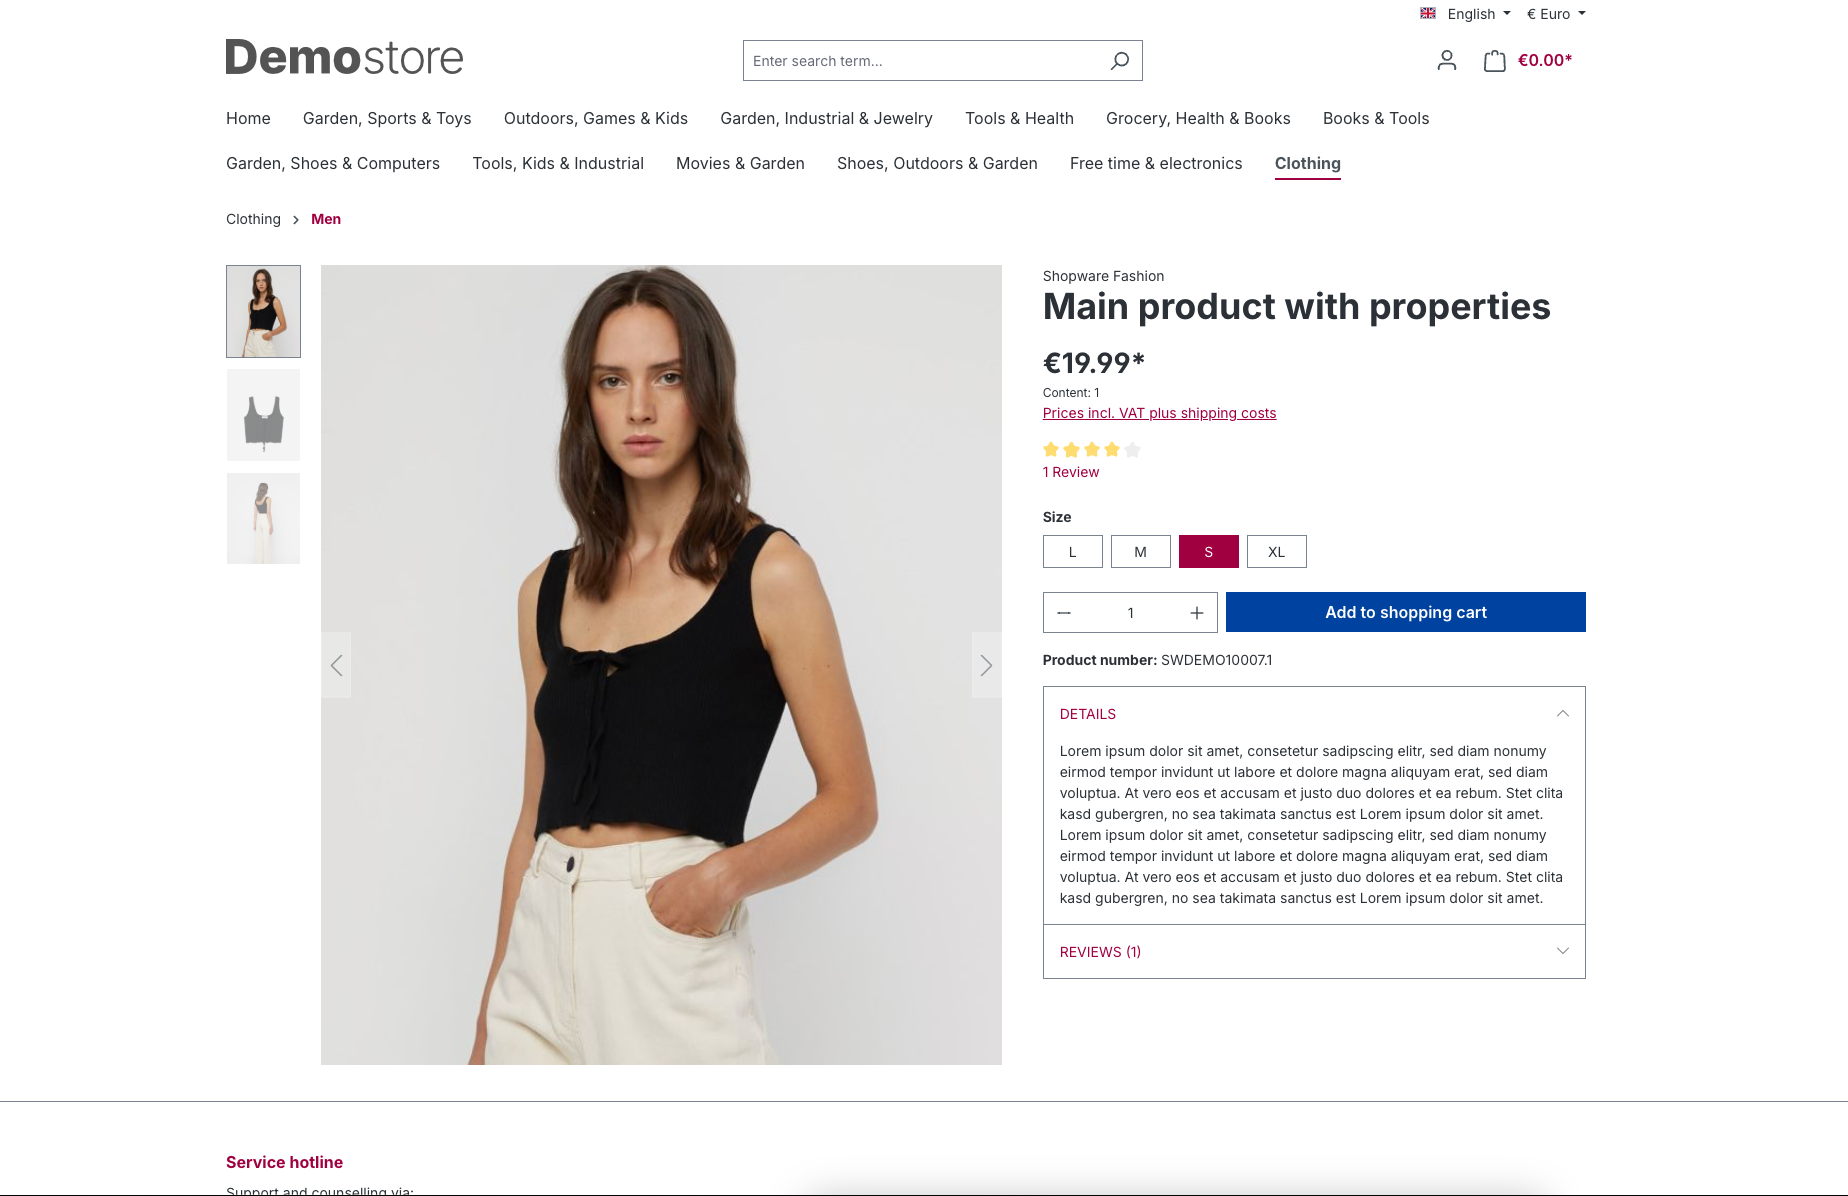 English
€ Euro
Demostore
Enter search term...
€0.00*
Home Garden, Sports & Toys Outdoors, Games & Kids Garden, Industrial & Jewelry Tools & Health Grocery, Health & Books Books & Tools
Garden, Shoes & Computers Tools, Kids & Industrial Movies & Garden Shoes, Outdoors & Garden Free time & electronics Clothing
Clothing Men
Shopware Fashion
Main product with properties
€19.99*
Content: 1
Prices incl. VAT plus shipping costs
1 Review
Size
L M S XL
1
Add to shopping cart
Product number: SWDEMO10007.1
DETAILS
Lorem ipsum dolor sit amet, consetetur sadipscing elitr, sed diam nonumy
eirmod tempor invidunt ut labore et dolore magna aliquyam erat, sed diam
voluptua. At vero eos et accusam et justo duo dolores et ea rebum. Stet clita
kasd gubergren, no sea takimata sanctus est Lorem ipsum dolor sit amet.
Lorem ipsum dolor sit amet, consetetur sadipscing elitr, sed diam nonumy
eirmod tempor invidunt ut labore et dolore magna aliquyam erat, sed diam
voluptua. At vero eos et accusam et justo duo dolores et ea rebum. Stet clita
kasd gubergren, no sea takimata sanctus est Lorem ipsum dolor sit amet.
REVIEWS (1)
Service hotline
Support and counselling via: